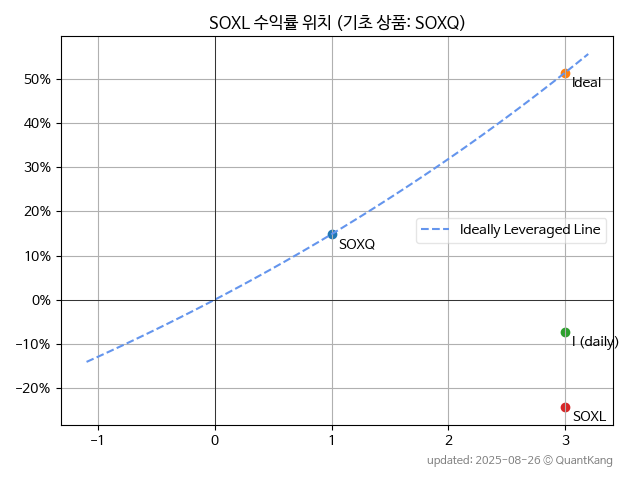 SOXL 수익률 위치 (기초 상품: SOXQ)
50%
40%
30%
20%
10%
0%
−10%
−20%
−1
0
1
2
3
Ideal
SOXQ
Ideally Leveraged Line
I (daily)
SOXL
updated: 2025-08-26 © QuantKang